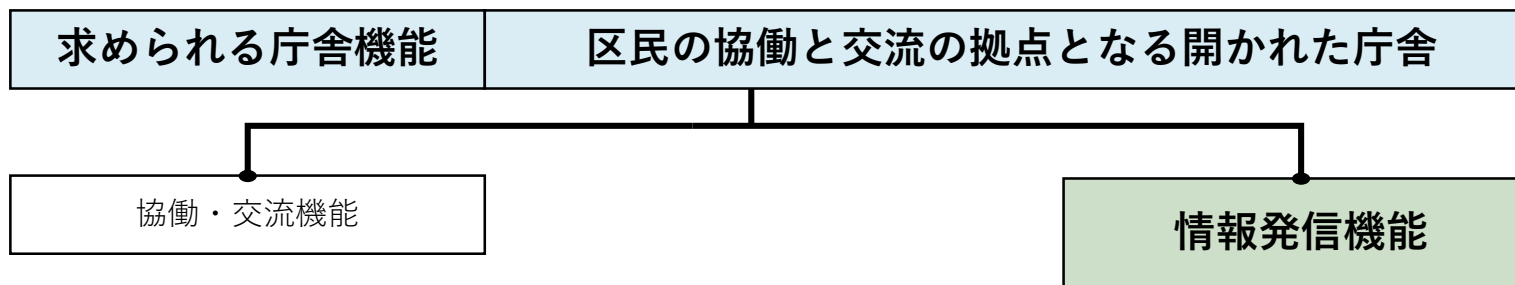 求められる庁舎機能
区民の協働と交流の拠点となる開かれた庁舎
協働・交流機能
情報発信機能